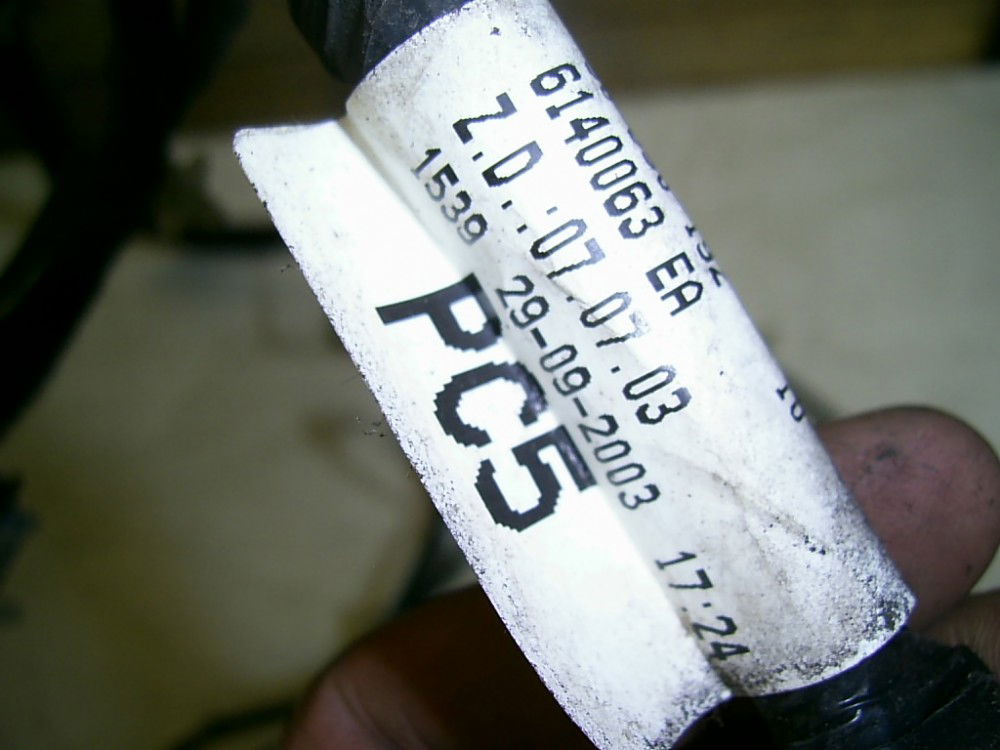 6140063 EA
Z.D.:07.07.03
1539 29-09-2003 17:24
PC5